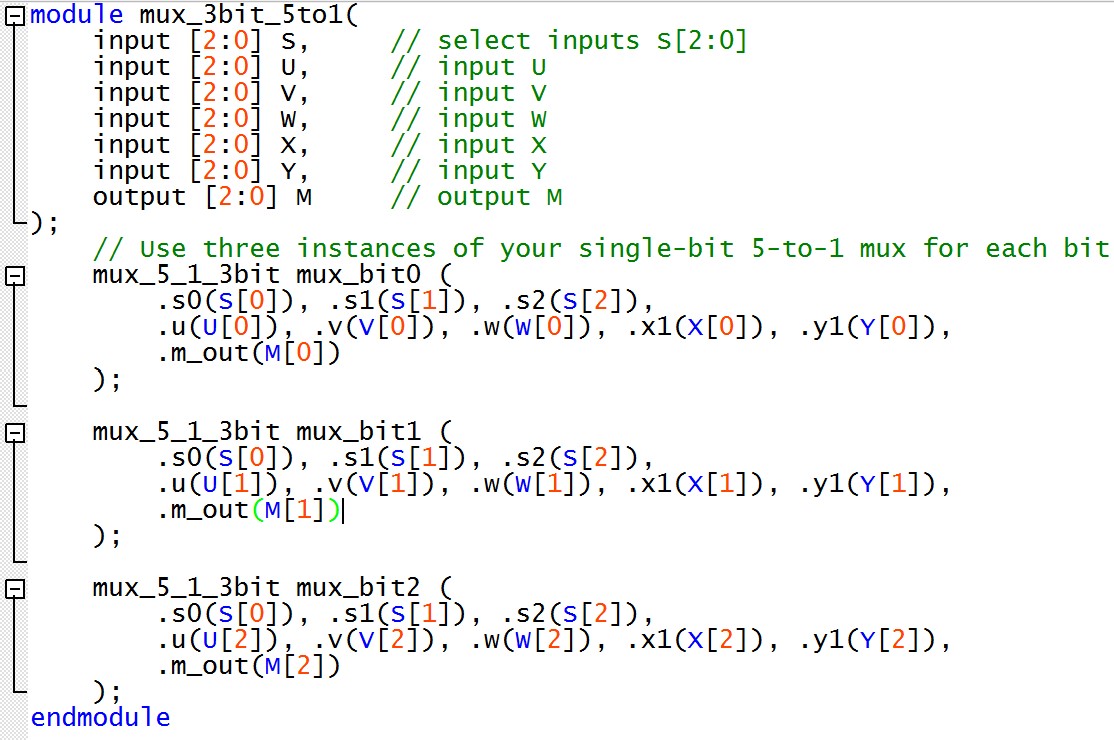 module mux_3bit_5to1(
    input [2:0] S,     // select inputs S[2:0]
    input [2:0] U,     // input U
    input [2:0] V,     // input V
    input [2:0] W,     // input W
    input [2:0] X,     // input X
    input [2:0] Y,     // input Y
    output [2:0] M     // output M
);
    // Use three instances of your single-bit 5-to-1 mux for each bit
    mux_5_1_3bit mux_bit0 (
        .s0(S[0]), .s1(S[1]), .s2(S[2]),
        .u(U[0]), .v(V[0]), .w(W[0]), .x1(X[0]), .y1(Y[0]),
        .m_out(M[0])
    );

    mux_5_1_3bit mux_bit1 (
        .s0(S[0]), .s1(S[1]), .s2(S[2]),
        .u(U[1]), .v(V[1]), .w(W[1]), .x1(X[1]), .y1(Y[1]),
        .m_out(M[1])
    );

    mux_5_1_3bit mux_bit2 (
        .s0(S[0]), .s1(S[1]), .s2(S[2]),
        .u(U[2]), .v(V[2]), .w(W[2]), .x1(X[2]), .y1(Y[2]),
        .m_out(M[2])
    );
endmodule